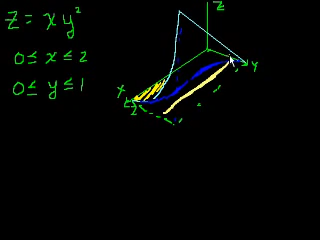 z = xy²
0 ≤ x ≤ 2
0 ≤ y ≤ 1
z
y
x
2